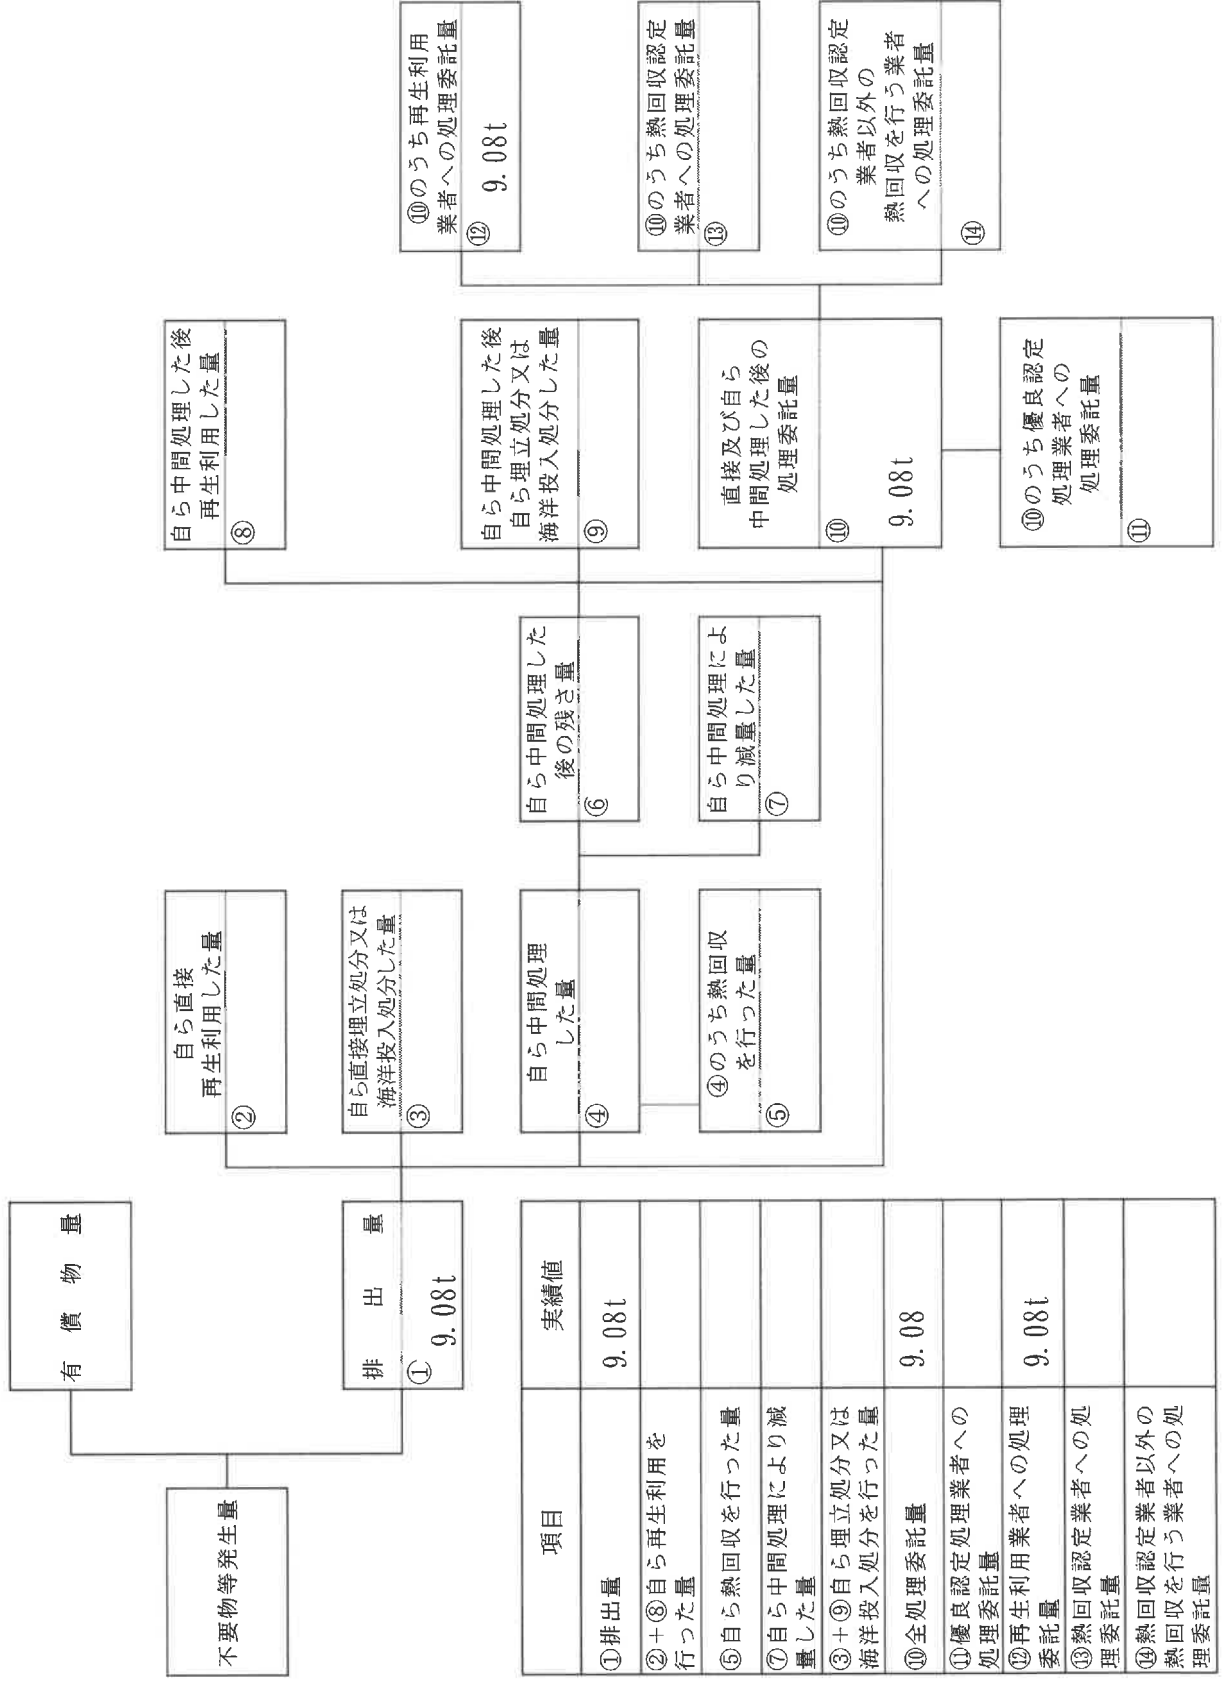 不要物等発生量
有償物量
排出量
① 9.08t
自ら直接
再生利用した量
②
自ら直接埋立処分又は
海洋投入処分した量
③
自ら中間処理
した量
④
④のうち熱回収
を行った量
⑤
自ら中間処理した
後の残さ量
⑥
自ら中間処理によ
り減量した量
⑦
自ら中間処理した後
再生利用した量
⑧
自ら中間処理した後
自ら埋立処分又は
海洋投入処分した量
⑨
直接及び自ら
中間処理した後の
処理委託量
⑩
9.08t
⑩のうち優良認定
処理業者への
処理委託量
⑪
⑩のうち再生利用
業者への処理委託量
⑫ 9.08t
⑩のうち熱回収認定
業者への処理委託量
⑬
⑩のうち熱回収認定
業者以外の
熱回収を行う業者
への処理委託量
⑭
項目 実績値
①排出量 9.08t
②+⑧自ら再生利用を
行った量
⑤自ら熱回収を行った量
⑦自ら中間処理により減
量した量
③+⑨自ら埋立処分又は
海洋投入処分を行った量
⑩全処理委託量 9.08
⑪優良認定処理業者への
処理委託量
⑫再生利用業者への処理
委託量 9.08t
⑬熱回収認定業者への処
理委託量
⑭熱回収認定業者以外の
熱回収を行う業者への処
理委託量